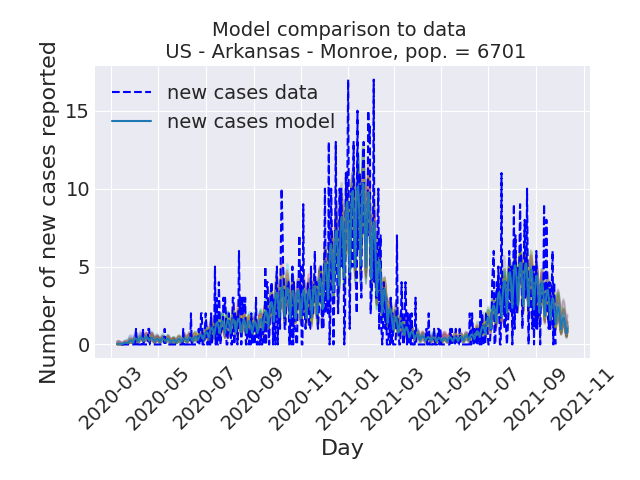 Model comparison to data
US - Arkansas - Monroe, pop. = 6701
new cases data
new cases model
Number of new cases reported
15
10
5
0
2020-03
2020-05
2020-07
2020-09
2020-11
2021-01
2021-03
2021-05
2021-07
2021-09
2021-11
Day